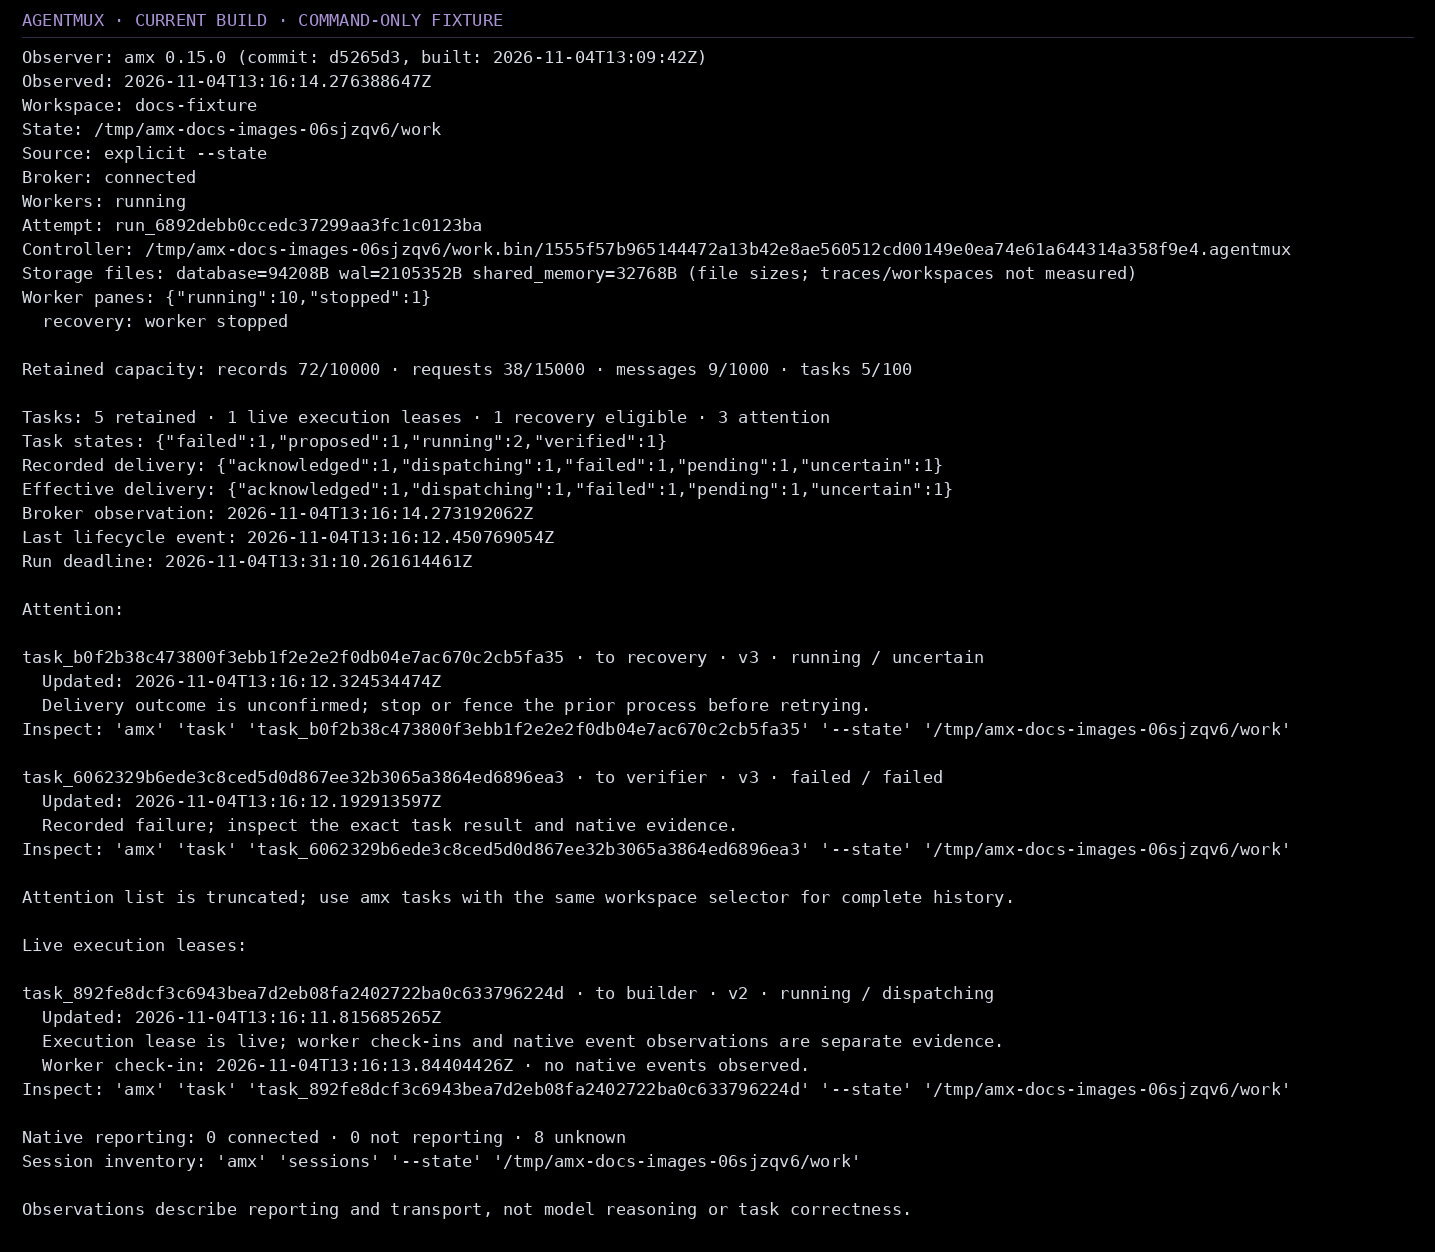 AGENTMUX · CURRENT BUILD · COMMAND-ONLY FIXTURE
Observer: amx 0.15.0 (commit: d5265d3, built: 2026-11-04T13:09:42Z)
Observed: 2026-11-04T13:16:14.276388647Z
Workspace: docs-fixture
State: /tmp/amx-docs-images-06sjzqv6/work
Source: explicit --state
Broker: connected
Workers: running
Attempt: run_6892debb0ccedc37299aa3fc1c0123ba
Controller: /tmp/amx-docs-images-06sjzqv6/work.bin/1555f57b965144472a13b42e8ae560512cd00149e0ea74e61a644314a358f9e4.agentmux
Storage files: database=94208B wal=2105352B shared_memory=32768B (file sizes; traces/workspaces not measured)
Worker panes: {"running":10,"stopped":1}
  recovery: worker stopped

Retained capacity: records 72/10000 · requests 38/15000 · messages 9/1000 · tasks 5/100

Tasks: 5 retained · 1 live execution leases · 1 recovery eligible · 3 attention
Task states: {"failed":1,"proposed":1,"running":2,"verified":1}
Recorded delivery: {"acknowledged":1,"dispatching":1,"failed":1,"pending":1,"uncertain":1}
Effective delivery: {"acknowledged":1,"dispatching":1,"failed":1,"pending":1,"uncertain":1}
Broker observation: 2026-11-04T13:16:14.273192062Z
Last lifecycle event: 2026-11-04T13:16:12.450769054Z
Run deadline: 2026-11-04T13:31:10.261614461Z

Attention:

task_b0f2b38c473800f3ebb1f2e2e2f0db04e7ac670c2cb5fa35 · to recovery · v3 · running / uncertain
  Updated: 2026-11-04T13:16:12.324534474Z
  Delivery outcome is unconfirmed; stop or fence the prior process before retrying.
Inspect: 'amx' 'task' 'task_b0f2b38c473800f3ebb1f2e2e2f0db04e7ac670c2cb5fa35' '--state' '/tmp/amx-docs-images-06sjzqv6/work'

task_6062329b6ede3c8ced5d0d867ee32b3065a3864ed6896ea3 · to verifier · v3 · failed / failed
  Updated: 2026-11-04T13:16:12.192913597Z
  Recorded failure; inspect the exact task result and native evidence.
Inspect: 'amx' 'task' 'task_6062329b6ede3c8ced5d0d867ee32b3065a3864ed6896ea3' '--state' '/tmp/amx-docs-images-06sjzqv6/work'

Attention list is truncated; use amx tasks with the same workspace selector for complete history.

Live execution leases:

task_892fe8dcf3c6943bea7d2eb08fa2402722ba0c633796224d · to builder · v2 · running / dispatching
  Updated: 2026-11-04T13:16:11.815685265Z
  Execution lease is live; worker check-ins and native event observations are separate evidence.
  Worker check-in: 2026-11-04T13:16:13.84404426Z · no native events observed.
Inspect: 'amx' 'task' 'task_892fe8dcf3c6943bea7d2eb08fa2402722ba0c633796224d' '--state' '/tmp/amx-docs-images-06sjzqv6/work'

Native reporting: 0 connected · 0 not reporting · 8 unknown
Session inventory: 'amx' 'sessions' '--state' '/tmp/amx-docs-images-06sjzqv6/work'

Observations describe reporting and transport, not model reasoning or task correctness.